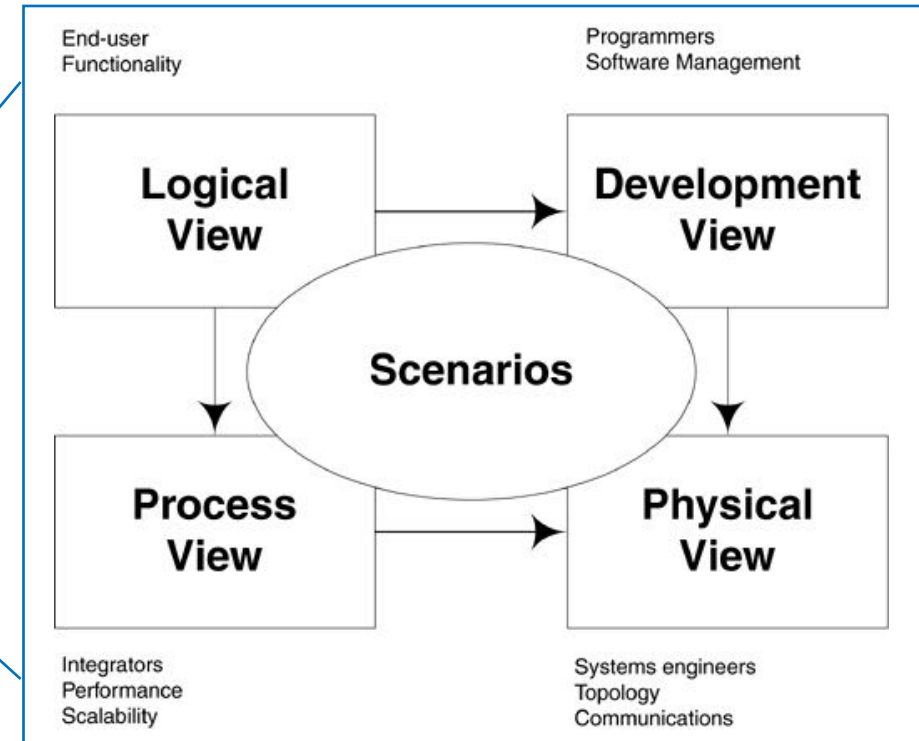 End-user
Functionality
Programmers
Software Management
Logical
View
Development
View
Scenarios
Process
View
Physical
View
Integrators
Performance
Scalability
Systems engineers
Topology
Communications